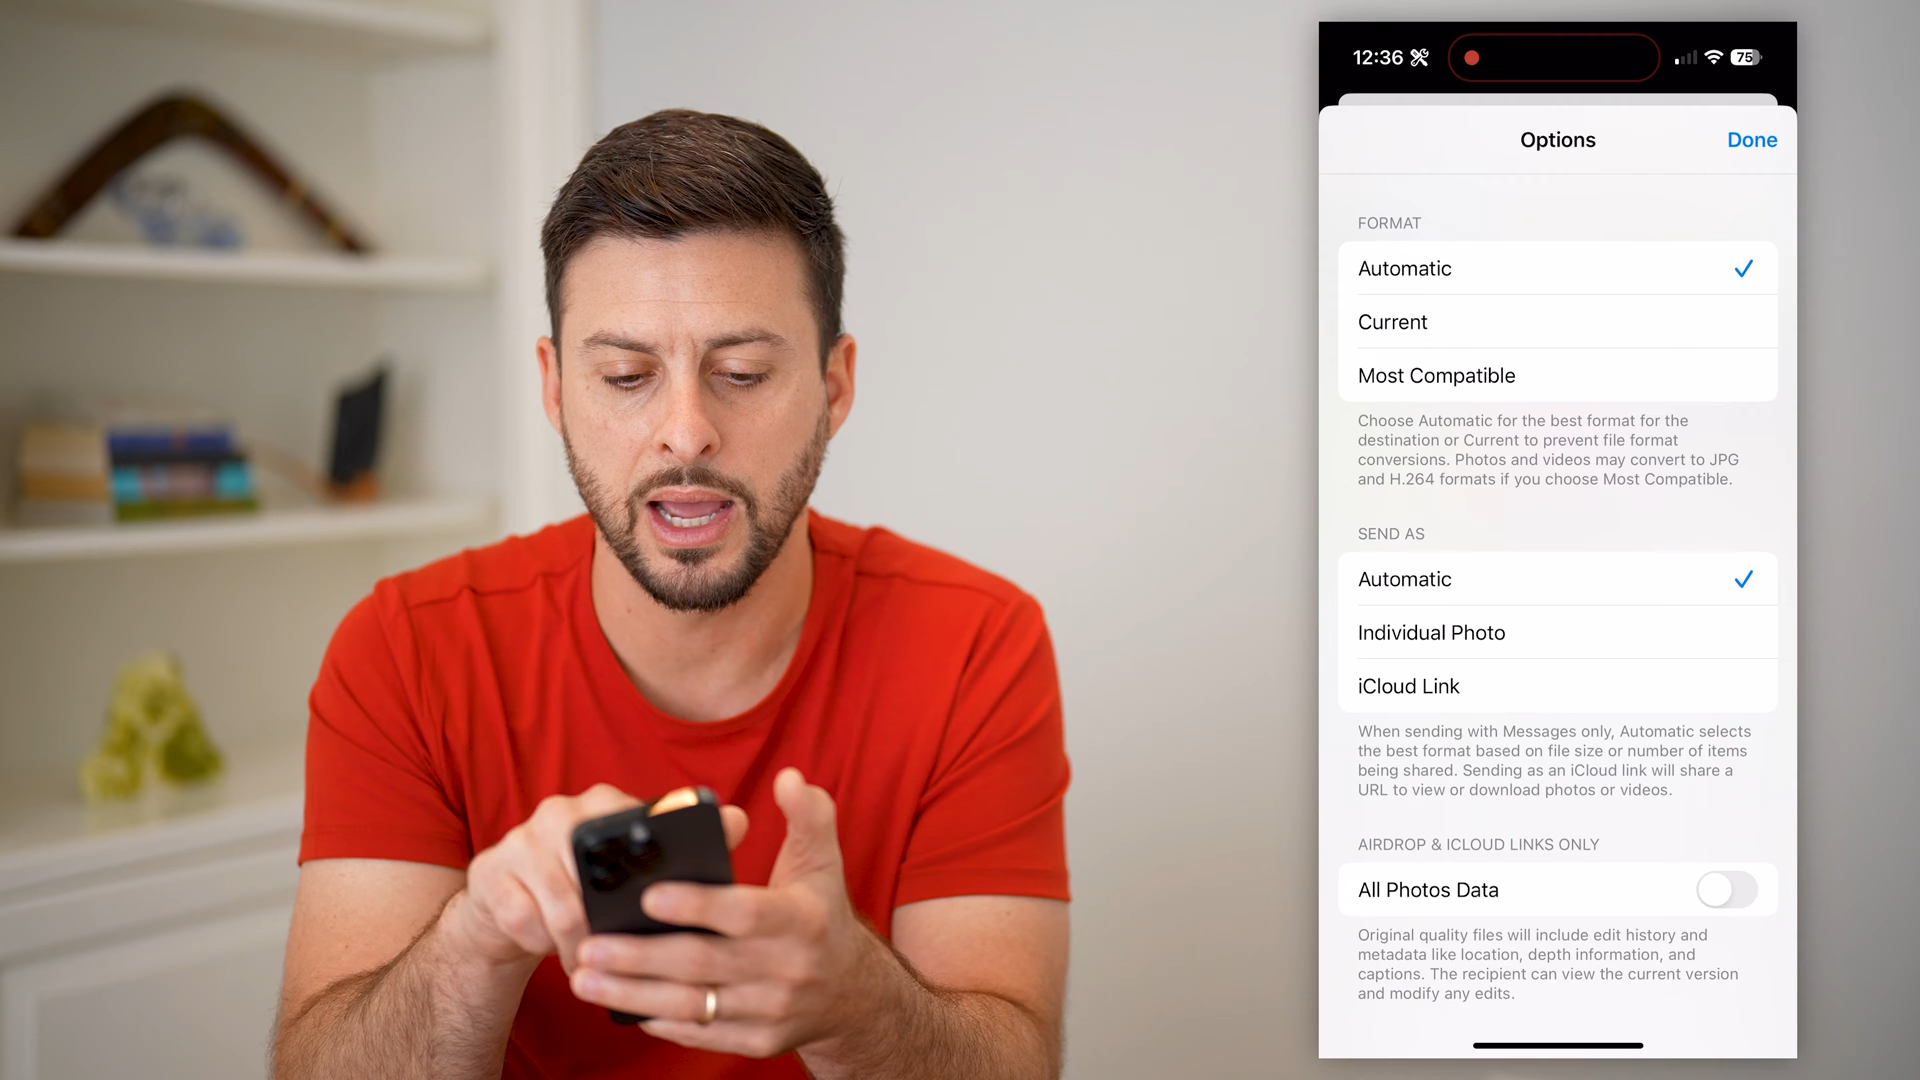 12:36
75
Options
Done
FORMAT
Automatic
Current
Most Compatible
Choose Automatic for the best format for the
destination or Current to prevent file format
conversions. Photos and videos may convert to JPG
and H.264 formats if you choose Most Compatible.
SEND AS
Automatic
Individual Photo
iCloud Link
When sending with Messages only, Automatic selects
the best format based on file size or number of items
being shared. Sending as an iCloud link will share a
URL to view or download photos or videos.
AIRDROP & ICLOUD LINKS ONLY
All Photos Data
Original quality files will include edit history and
metadata like location, depth information, and
captions. The recipient can view the current version
and modify any edits.